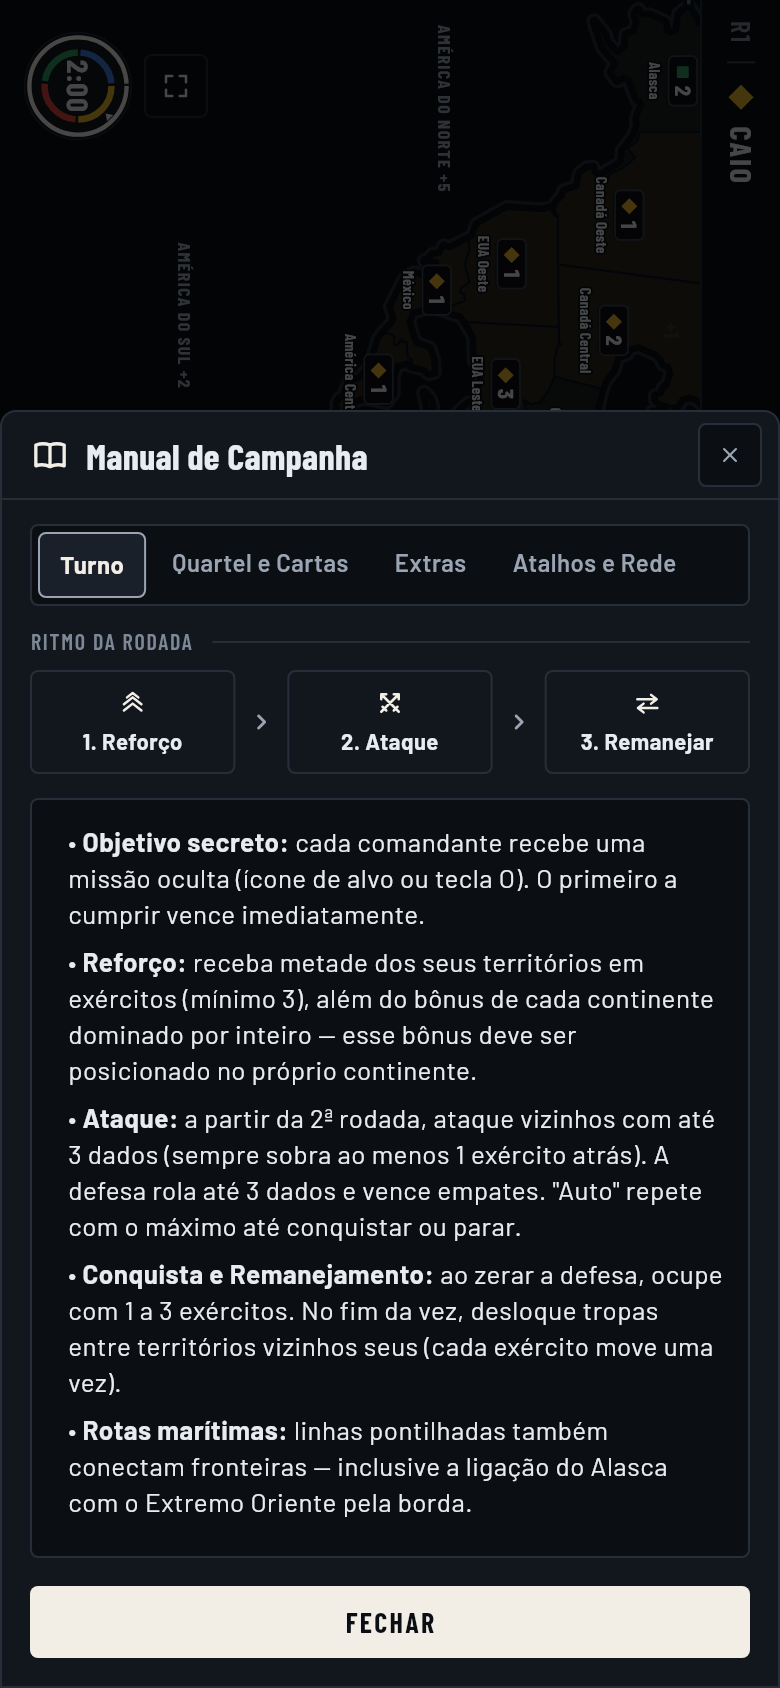 R1
CAIO
2:00
AMÉRICA DO NORTE +5
AMÉRICA DO SUL +2
2
Alasca
1
Canadá Oeste
1
EUA Oeste
1
México
2
Canadá Central
1
América Cent
3
EUA Leste
Manual de Campanha
Turno
Quartel e Cartas
Extras
Atalhos e Rede
RITMO DA RODADA
1. Reforço
2. Ataque
3. Remanejar
• Objetivo secreto: cada comandante recebe uma
missão oculta (ícone de alvo ou tecla O). O primeiro a
cumprir vence imediatamente.
• Reforço: receba metade dos seus territórios em
exércitos (mínimo 3), além do bônus de cada continente
dominado por inteiro — esse bônus deve ser
posicionado no próprio continente.
• Ataque: a partir da 2ª rodada, ataque vizinhos com até
3 dados (sempre sobra ao menos 1 exército atrás). A
defesa rola até 3 dados e vence empates. "Auto" repete
com o máximo até conquistar ou parar.
• Conquista e Remanejamento: ao zerar a defesa, ocupe
com 1 a 3 exércitos. No fim da vez, desloque tropas
entre territórios vizinhos seus (cada exército move uma
vez).
• Rotas marítimas: linhas pontilhadas também
conectam fronteiras — inclusive a ligação do Alasca
com o Extremo Oriente pela borda.
FECHAR